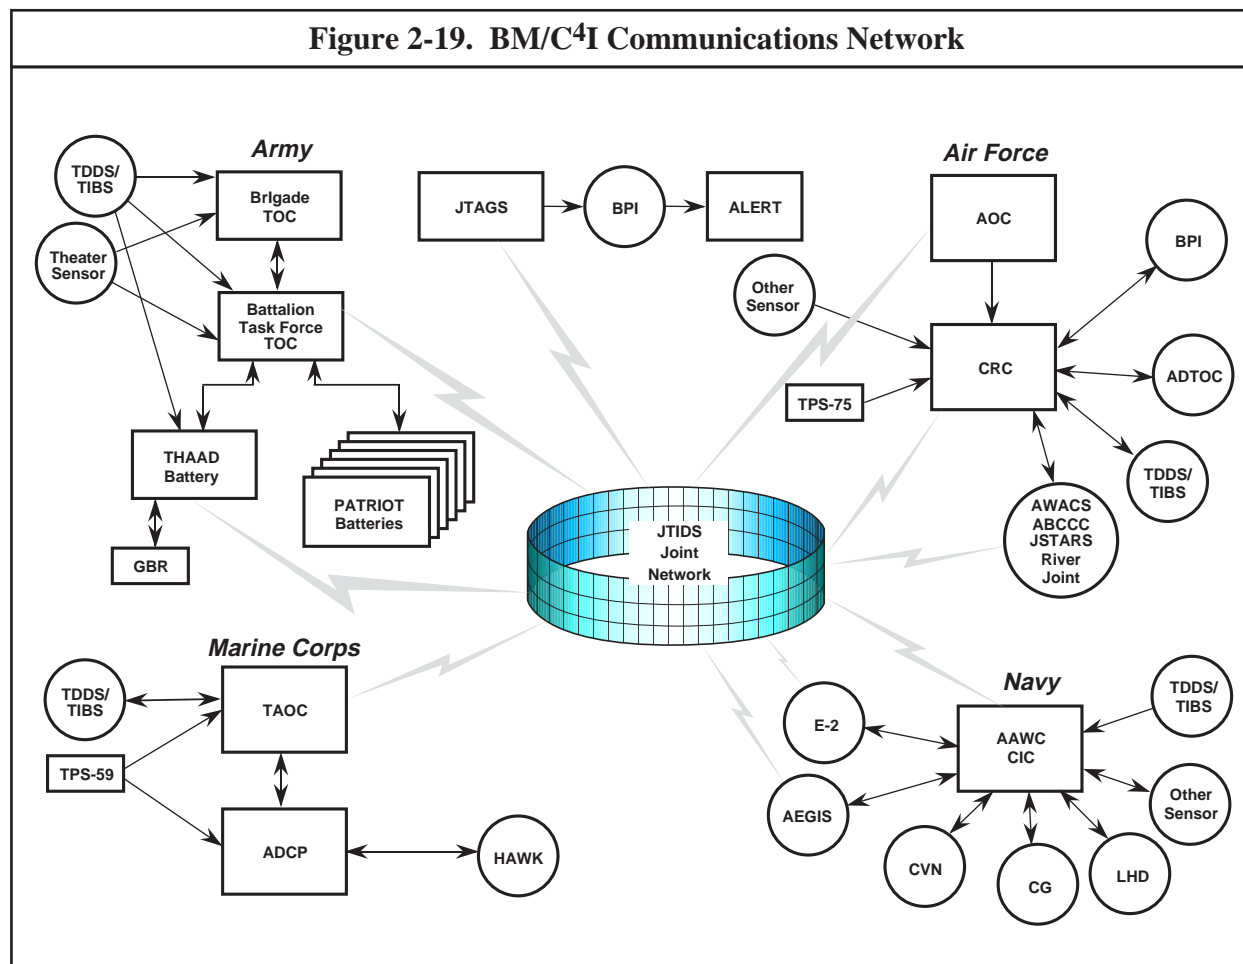 Figure 2-19. BM/C4I Communications Network
Army
TDDS/
TIBS
BrIgade
TOC
Theater
Sensor
Battalion
Task Force
TOC
THAAD
Battery
PATRIOT
Batteries
GBR
JTAGS
BPI
ALERT
Air Force
AOC
BPI
Other
Sensor
CRC
ADTOC
TPS-75
TDDS/
TIBS
AWACS
ABCCC
JSTARS
River
Joint
JTIDS
Joint
Network
Marine Corps
TDDS/
TIBS
TAOC
TPS-59
ADCP
HAWK
Navy
E-2
AAWC
CIC
TDDS/
TIBS
AEGIS
Other
Sensor
CVN
CG
LHD